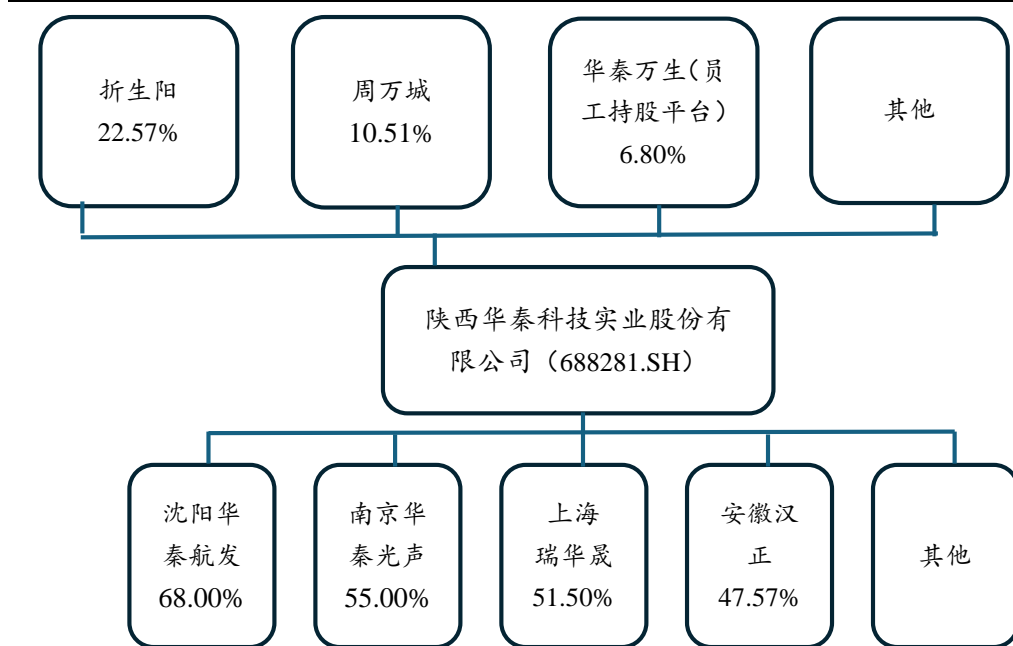 折生阳
22.57%
周万城
10.51%
华秦万生（员
工持股平台）
6.80%
其他
陕西华秦科技实业股份有
限公司（688281.SH）
沈阳华
秦航发
68.00%
南京华
秦光声
55.00%
上海
瑞华晟
51.50%
安徽汉
正
47.57%
其他